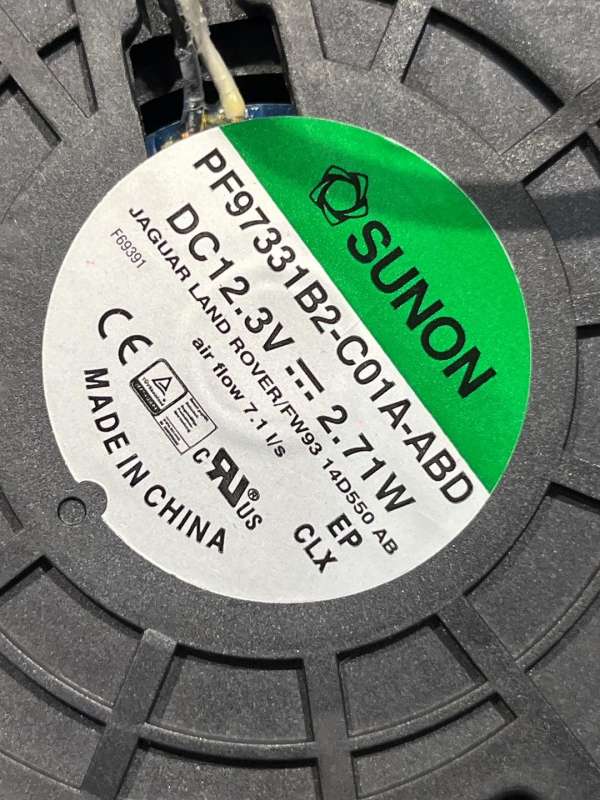 SUNON
PF97331B2-C01A-ABD
DC12.3V ⎓ 2.71W
JAGUAR LAND ROVER/FW93 14D550 AB
F69391
air flow 7.1 l/s
EP
CLX
CE
c RU ® US
MADE IN CHINA